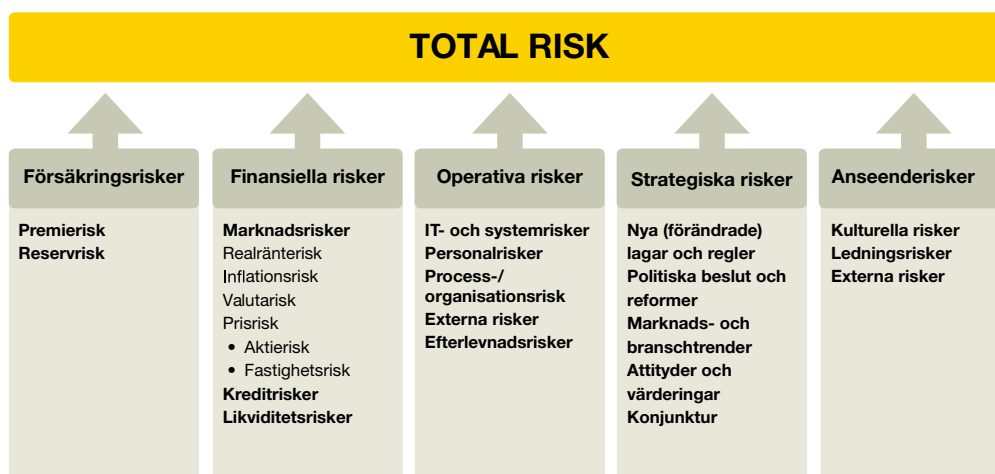 TOTAL RISK
Försäkringsrisker
Premierisk
Reservrisk
Finansiella risker
Marknadsrisker
Realränterisk
Inflationsrisk
Valutarisk
Prisrisk
• Aktierisk
• Fastighetsrisk
Kreditrisker
Likviditetsrisker
Operativa risker
IT- och systemrisker
Personalrisker
Process-/
organisationsrisk
Externa risker
Efterlevnadsrisker
Strategiska risker
Nya (förändrade)
lagar och regler
Politiska beslut och
reformer
Marknads- och
branschtrender
Attityder och
värderingar
Konjunktur
Anseenderisker
Kulturella risker
Ledningsrisker
Externa risker